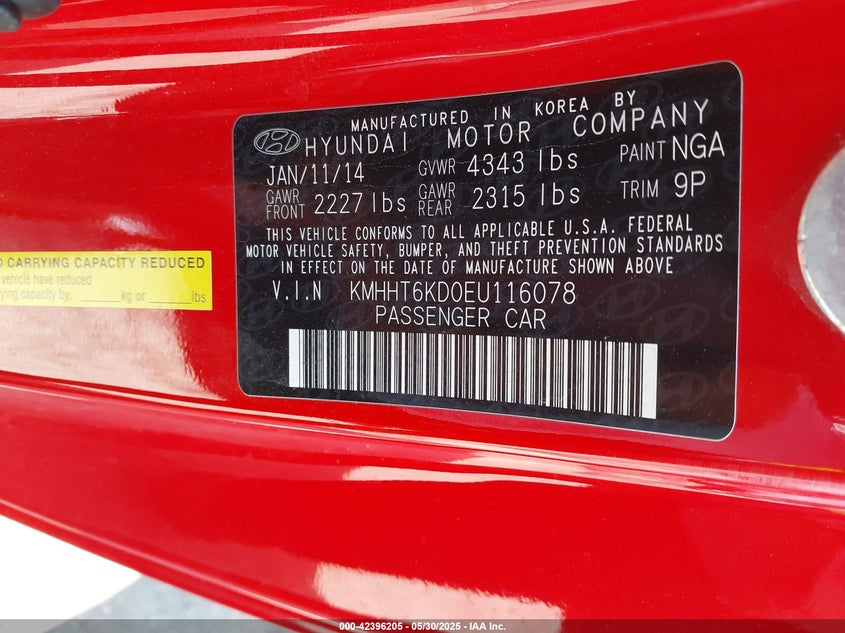 MANUFACTURED IN KOREA BY
HYUNDAI MOTOR COMPANY
JAN/11/14 GVWR 4343 lbs PAINT NGA
GAWR FRONT 2227 lbs GAWR REAR 2315 lbs TRIM 9P
THIS VEHICLE CONFORMS TO ALL APPLICABLE U.S.A. FEDERAL
MOTOR VEHICLE SAFETY, BUMPER, AND THEFT PREVENTION STANDARDS
IN EFFECT ON THE DATE OF MANUFACTURE SHOWN ABOVE
V.I.N KMHHT6KD0EU116078
PASSENGER CAR
CARRYING CAPACITY REDUCED
vehicle have reduced
carrying capacity by: kg or lbs
000-42396205 - 05/30/2025 - IAA Inc.